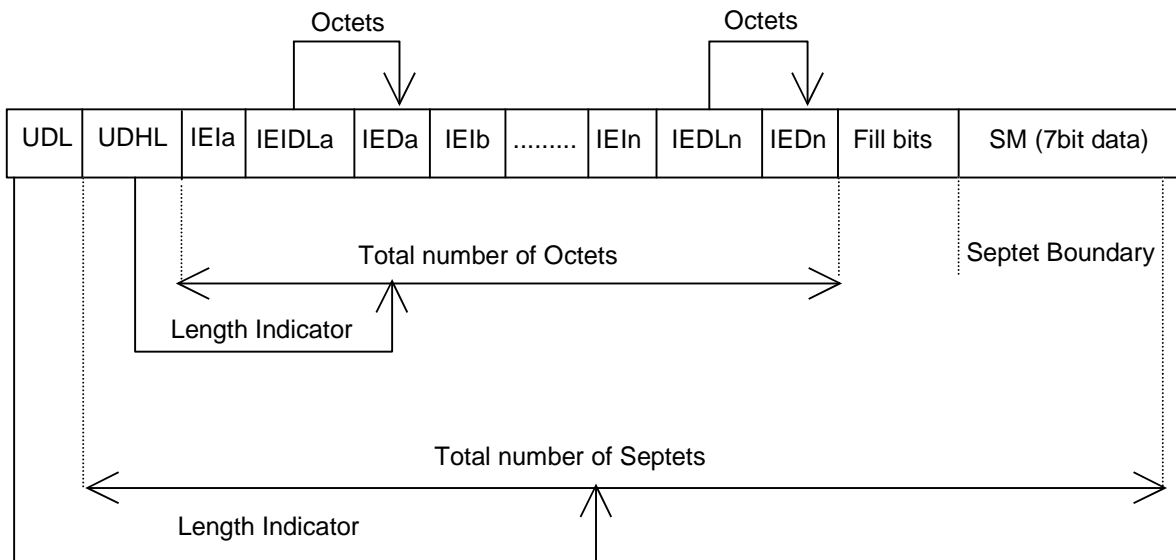 Octets Octets
UDL UDHL IEIa IEIDLa IEDa IEIb ......... IEIn IEDLn IEDn Fill bits SM (7bit data)
Total number of Octets
Septet Boundary
Length Indicator
Total number of Septets
Length Indicator